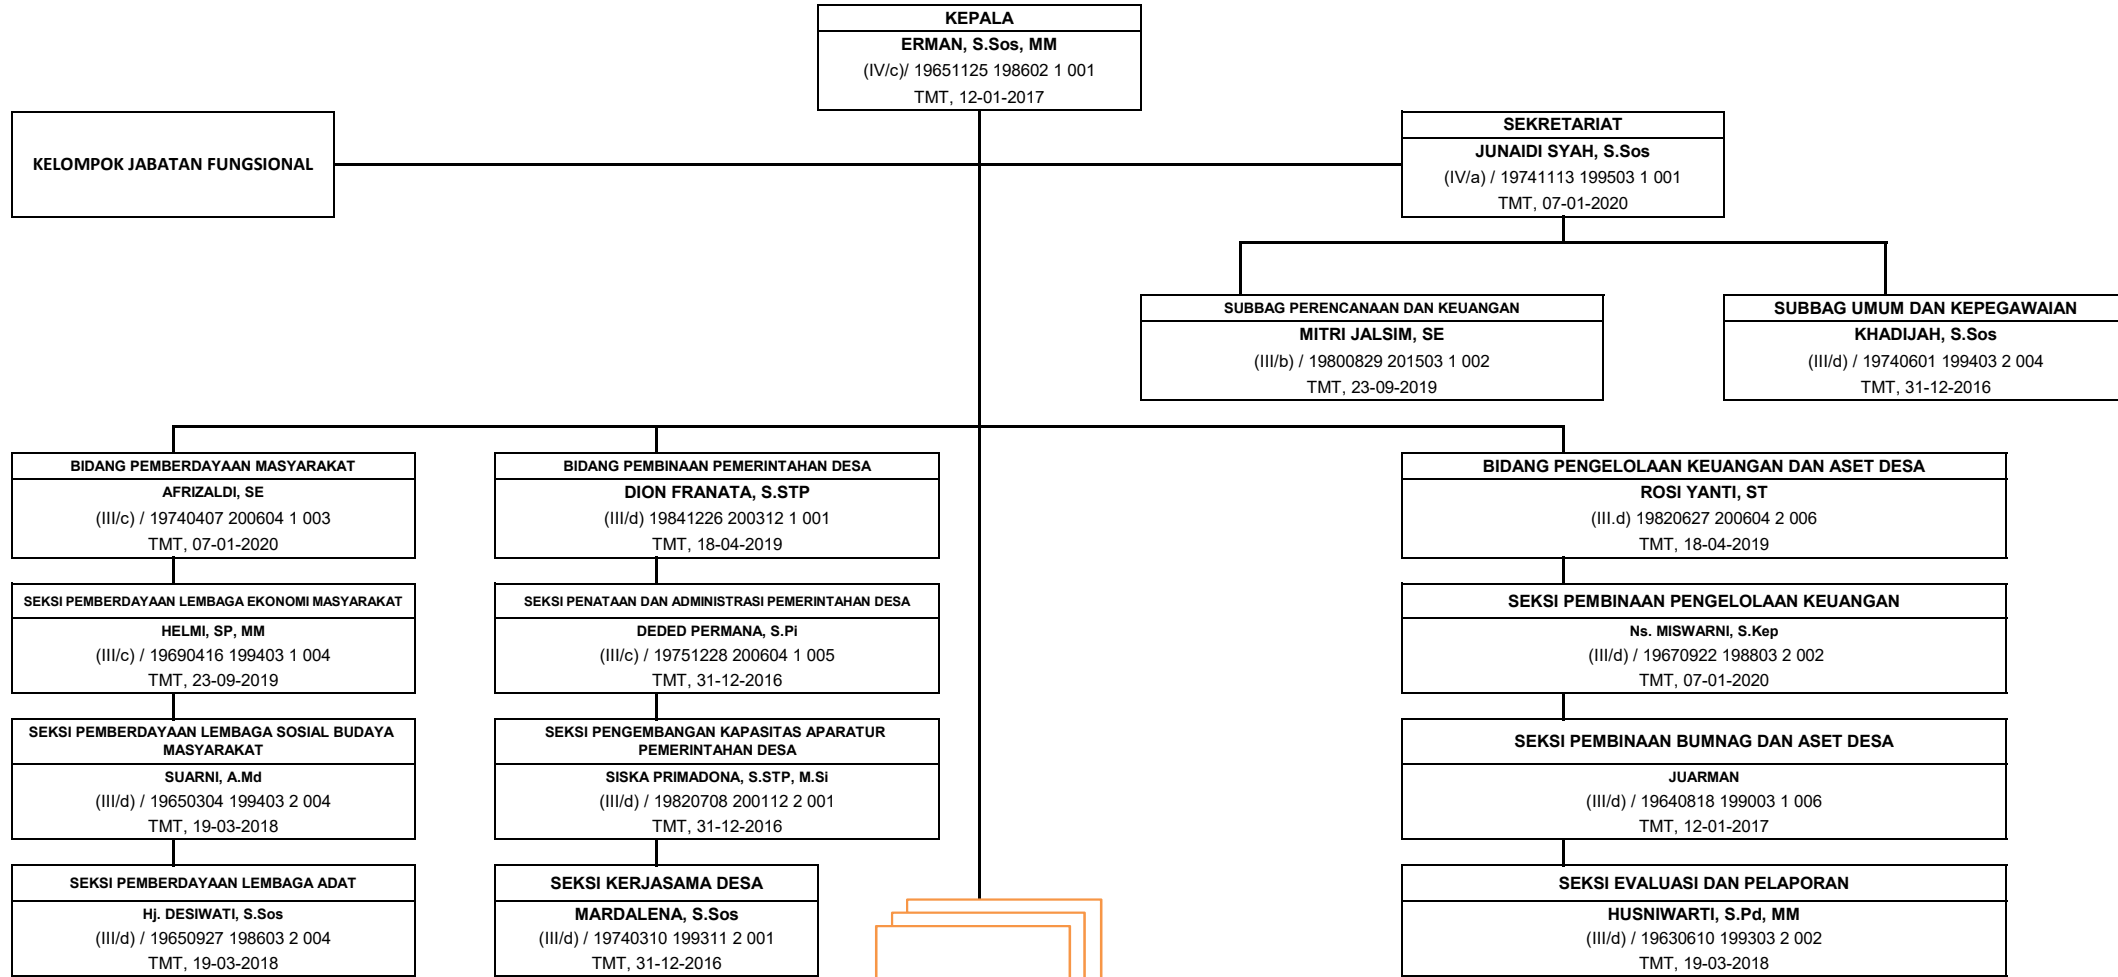 KEPALA
ERMAN, S.Sos, MM
(IV/c)/ 19651125 198602 1 001
TMT, 12-01-2017
KELOMPOK JABATAN FUNGSIONAL
SEKRETARIAT
JUNAIDI SYAH, S.Sos
(IV/a) / 19741113 199503 1 001
TMT, 07-01-2020
SUBBAG PERENCANAAN DAN KEUANGAN
MITRI JALSIM, SE
(III/b) / 19800829 201503 1 002
TMT, 23-09-2019
SUBBAG UMUM DAN KEPEGAWAIAN
KHADIJAH, S.Sos
(III/d) / 19740601 199403 2 004
TMT, 31-12-2016
BIDANG PEMBERDAYAAN MASYARAKAT
AFRIZALDI, SE
(III/c) / 19740407 200604 1 003
TMT, 07-01-2020
SEKSI PEMBERDAYAAN LEMBAGA EKONOMI MASYARAKAT
HELMI, SP, MM
(III/c) / 19690416 199403 1 004
TMT, 23-09-2019
SEKSI PEMBERDAYAAN LEMBAGA SOSIAL BUDAYA
MASYARAKAT
SUARNI, A.Md
(III/d) / 19650304 199403 2 004
TMT, 19-03-2018
SEKSI PEMBERDAYAAN LEMBAGA ADAT
Hj. DESIWATI, S.Sos
(III/d) / 19650927 198603 2 004
TMT, 19-03-2018
BIDANG PEMBINAAN PEMERINTAHAN DESA
DION FRANATA, S.STP
(III/d) 19841226 200312 1 001
TMT, 18-04-2019
SEKSI PENATAAN DAN ADMINISTRASI PEMERINTAHAN DESA
DEDED PERMANA, S.Pi
(III/c) / 19751228 200604 1 005
TMT, 31-12-2016
SEKSI PENGEMBANGAN KAPASITAS APARATUR
PEMERINTAHAN DESA
SISKA PRIMADONA, S.STP, M.Si
(III/d) / 19820708 200112 2 001
TMT, 31-12-2016
SEKSI KERJASAMA DESA
MARDALENA, S.Sos
(III/d) / 19740310 199311 2 001
TMT, 31-12-2016
BIDANG PENGELOLAAN KEUANGAN DAN ASET DESA
ROSI YANTI, ST
(III.d) 19820627 200604 2 006
TMT, 18-04-2019
SEKSI PEMBINAAN PENGELOLAAN KEUANGAN
Ns. MISWARNI, S.Kep
(III/d) / 19670922 198803 2 002
TMT, 07-01-2020
SEKSI PEMBINAAN BUMNAG DAN ASET DESA
JUARMAN
(III/d) / 19640818 199003 1 006
TMT, 12-01-2017
SEKSI EVALUASI DAN PELAPORAN
HUSNIWARTI, S.Pd, MM
(III/d) / 19630610 199303 2 002
TMT, 19-03-2018